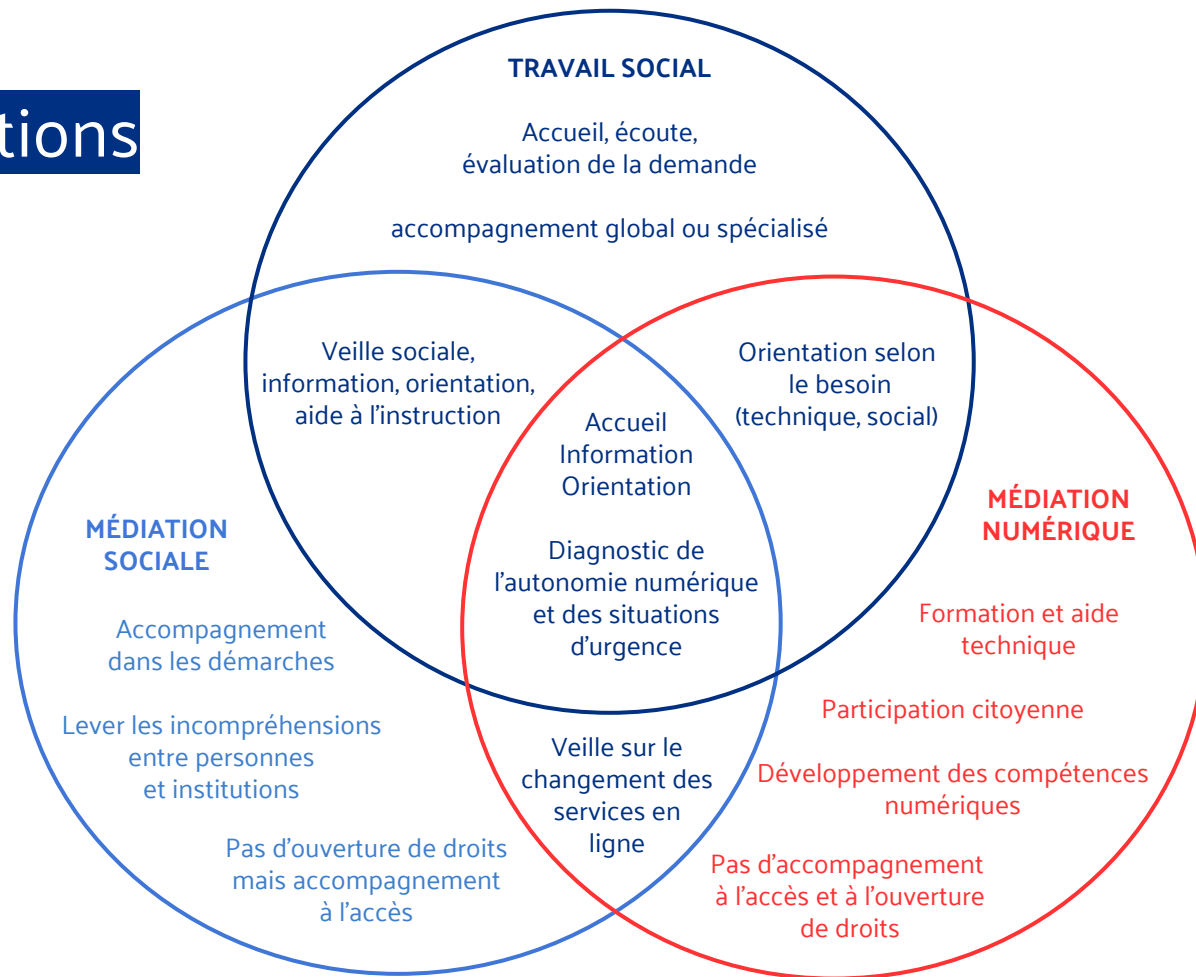 tions
TRAVAIL SOCIAL
Accueil, écoute,
évaluation de la demande
accompagnement global ou spécialisé
Veille sociale,
information, orientation,
aide à l’instruction
Orientation selon
le besoin
(technique, social)
Accueil
Information
Orientation
Diagnostic de
l’autonomie numérique
et des situations
d’urgence
MÉDIATION
SOCIALE
Accompagnement
dans les démarches
Lever les incompréhensions
entre personnes
et institutions
Pas d’ouverture de droits
mais accompagnement
à l’accès
Veille sur le
changement des
services en
ligne
MÉDIATION
NUMÉRIQUE
Formation et aide
technique
Participation citoyenne
Développement des compétences
numériques
Pas d’accompagnement
à l’accès et à l’ouverture
de droits